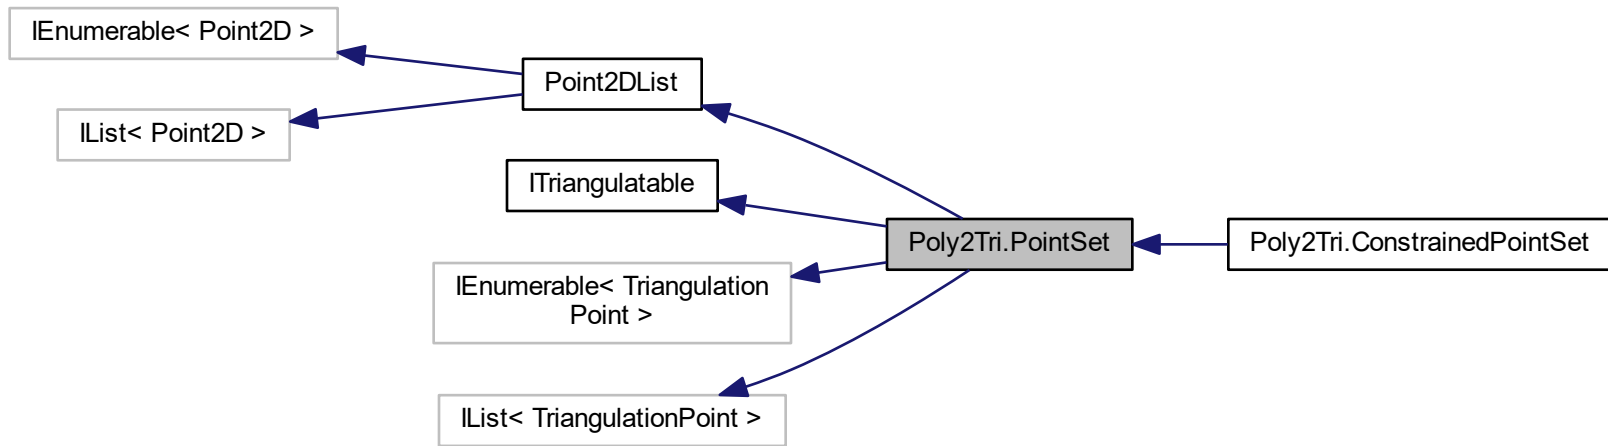 IEnumerable< Point2D >
Point2DList
IList< Point2D >
ITriangulatable
Poly2Tri.PointSet
Poly2Tri.ConstrainedPointSet
IEnumerable< Triangulation
Point >
IList< TriangulationPoint >